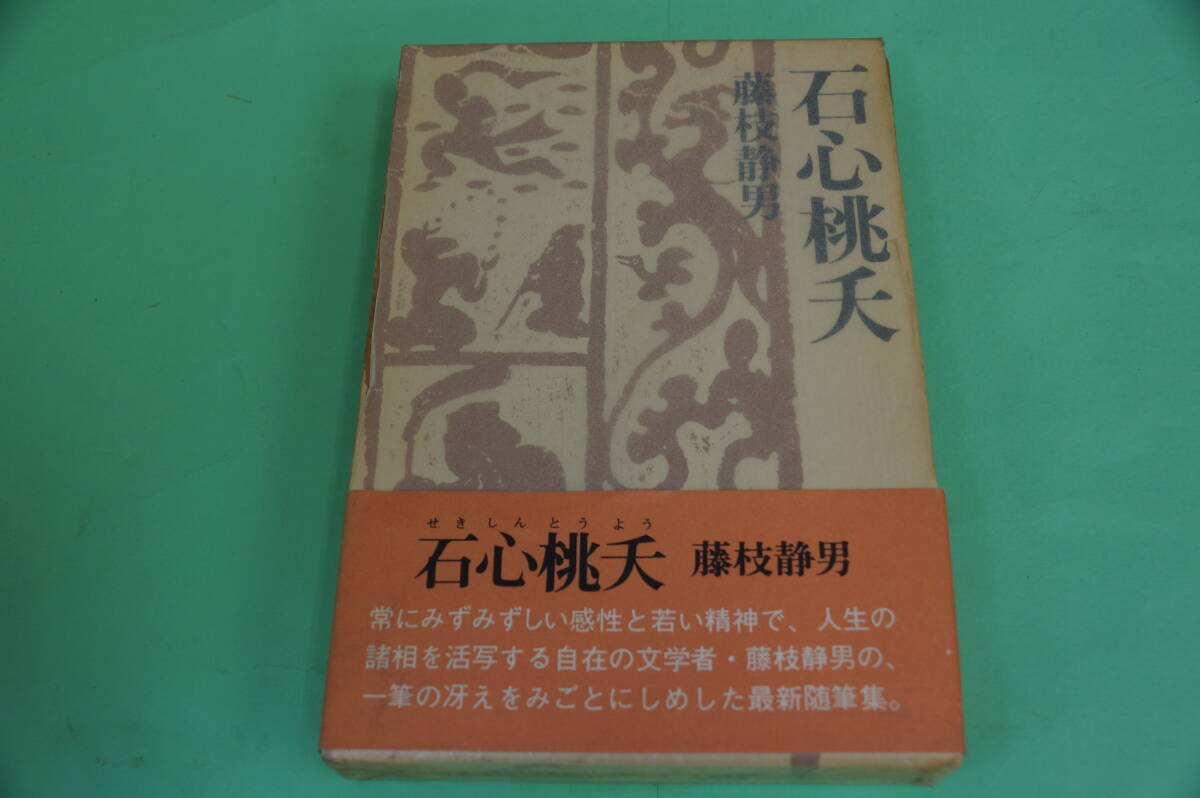 石心桃夭
藤枝静男
せきしんとうよう
石心桃夭 藤枝静男
常にみずみずしい感性と若い精神で、人生の
諸相を活写する自在の文学者・藤枝静男の、
一筆の冴えをみごとにしめした最新随筆集。